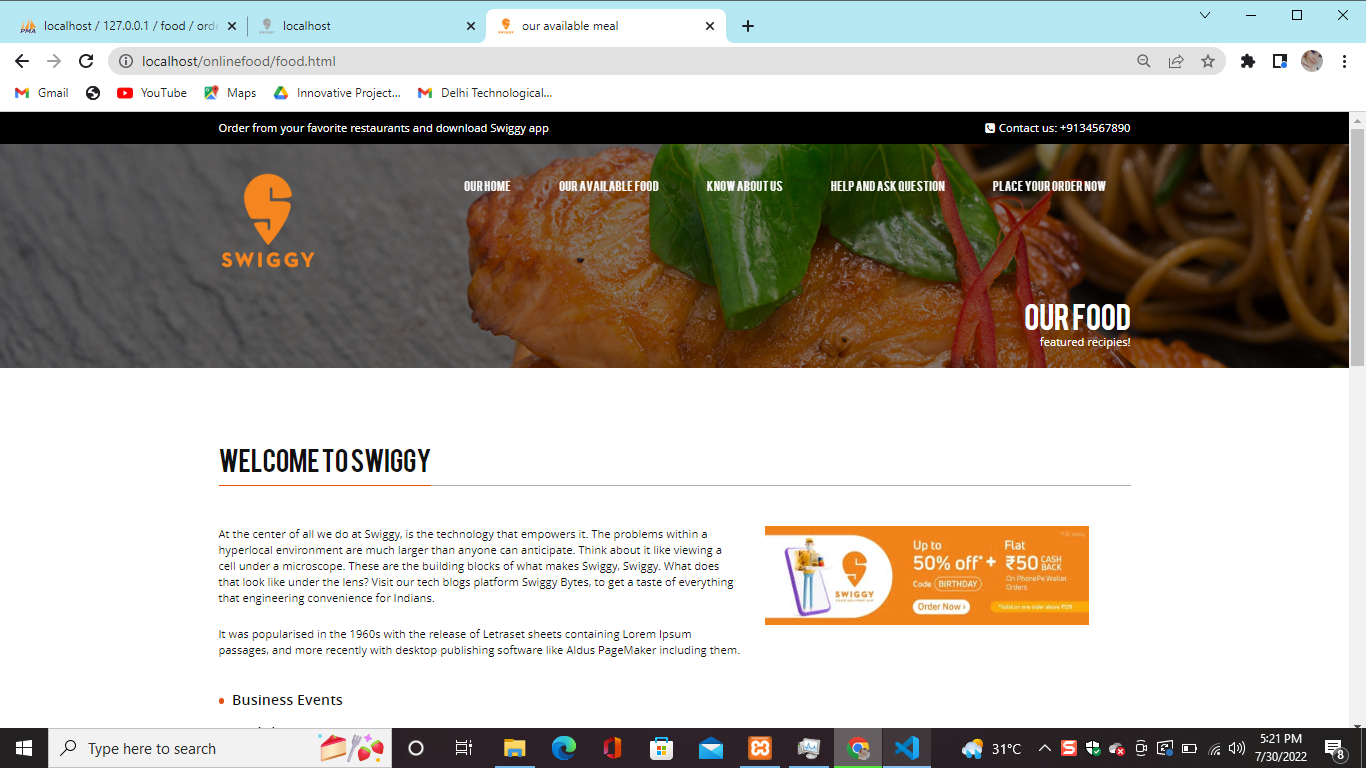 localhost / 127.0.0.1 / food / orde
localhost
our available meal
localhost/onlinefood/food.html
Gmail
YouTube
Maps
Innovative Project...
Delhi Technological...
Order from your favorite restaurants and download Swiggy app
Contact us: +9134567890
SWIGGY
OUR HOME
OUR AVAILABLE FOOD
KNOW ABOUT US
HELP AND ASK QUESTION
PLACE YOUR ORDER NOW
OUR FOOD
featured recipies!
WELCOME TO SWIGGY
At the center of all we do at Swiggy, is the technology that empowers it. The problems within a
hyperlocal environment are much larger than anyone can anticipate. Think about it like viewing a
cell under a microscope. These are the building blocks of what makes Swiggy, Swiggy. What does
that look like under the lens? Visit our tech blogs platform Swiggy Bytes, to get a taste of everything
that engineering convenience for Indians.
It was popularised in the 1960s with the release of Letraset sheets containing Lorem Ipsum
passages, and more recently with desktop publishing software like Aldus PageMaker including them.
SWIGGY
Up to
50% off* +
Code BIRTHDAY
Order Now ›
Flat
₹50 CASH
BACK
On PhonePe Wallet
Orders
Business Events
Type here to search
31°C
5:21 PM
7/30/2022
8